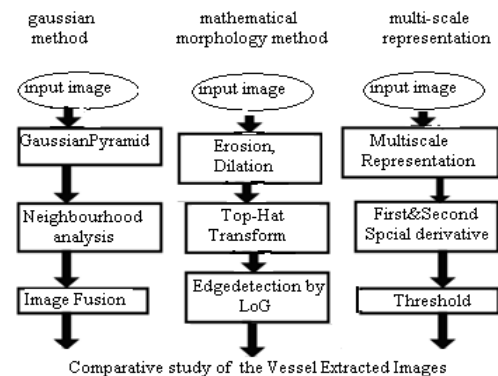 gaussian
method
input image
GaussianPyramid
Neighbourhood
analysis
Image Fusion
mathematical
morphology method
input image
Erosion,
Dilation
Top-Hat
Transform
Edgedetection by
LoG
multi-scale
representation
input image
Multiscale
Representation
First&Second
Spcial derivative
Threshold
Comparative study of the Vessel Extracted Images